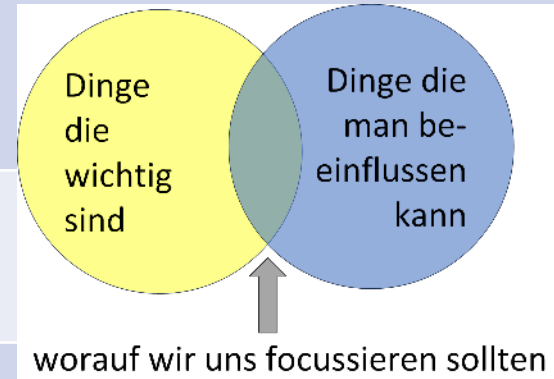 Dinge
die
wichtig
sind
Dinge die
man be-
einflussen
kann
worauf wir uns focussieren sollten